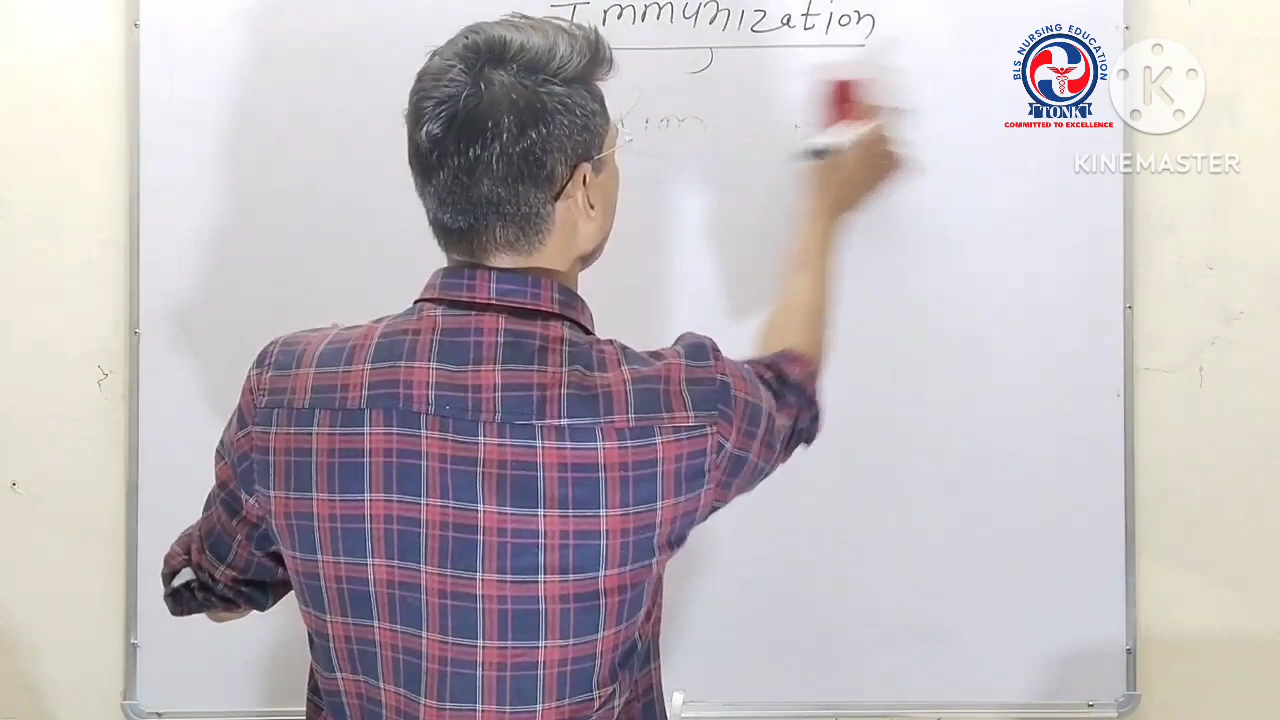 Immunization
BLS NURSING EDUCATION
TONK
COMMITTED TO EXCELLENCE
K
KINEMASTER